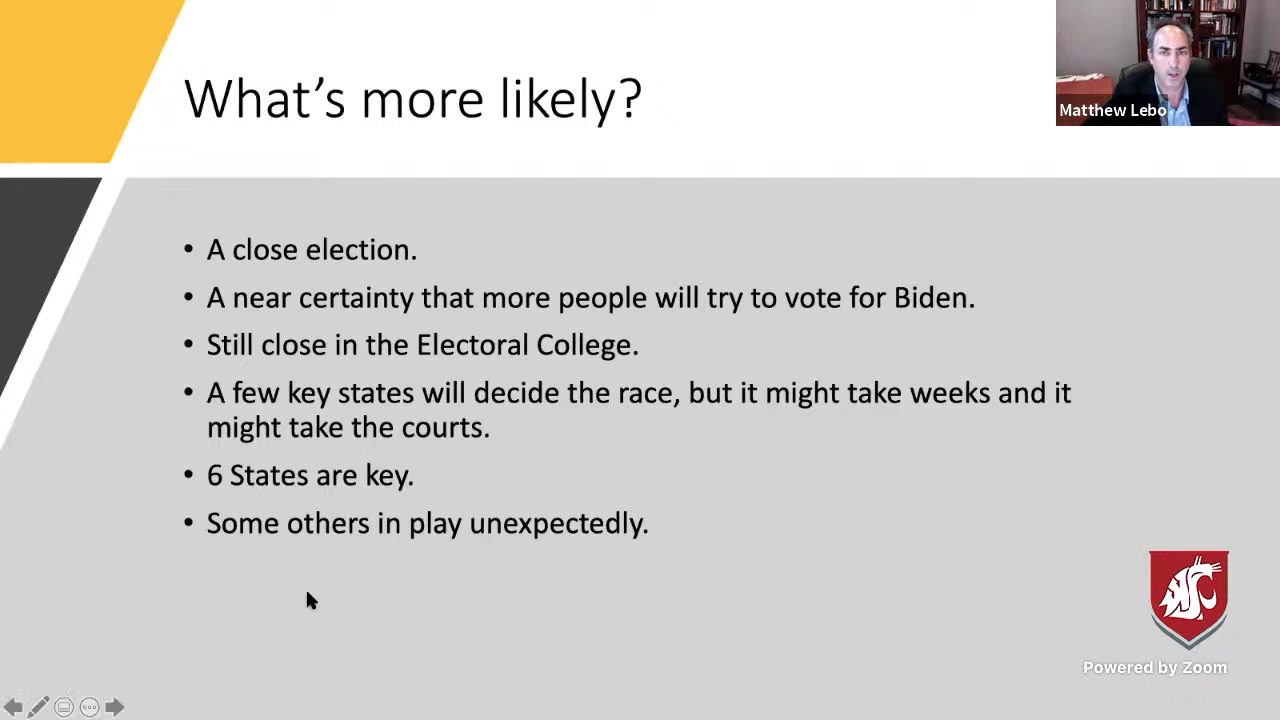 What's more likely?
Matthew Lebo
• A close election.
• A near certainty that more people will try to vote for Biden.
• Still close in the Electoral College.
• A few key states will decide the race, but it might take weeks and it
might take the courts.
• 6 States are key.
• Some others in play unexpectedly.
Powered by Zoom